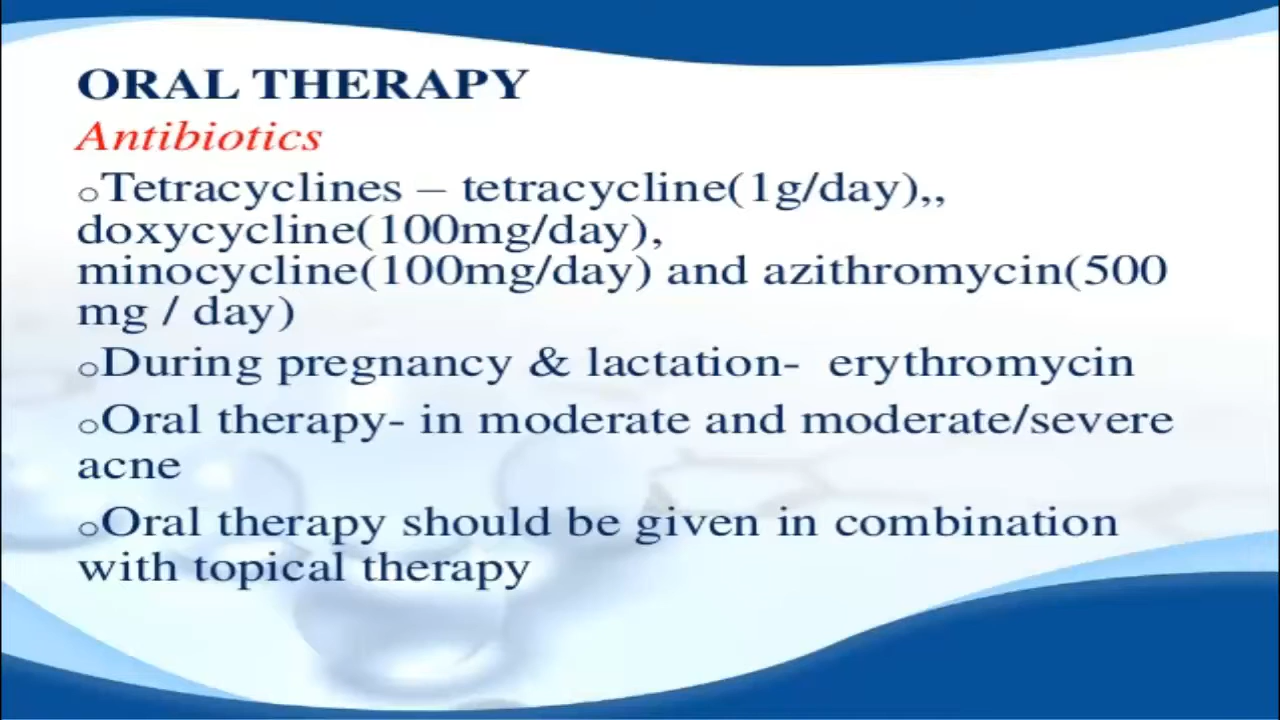 ORAL THERAPY
Antibiotics
oTetracyclines – tetracycline(1g/day),,
doxycycline(100mg/day),
minocycline(100mg/day) and azithromycin(500
mg / day)
oDuring pregnancy & lactation-  erythromycin
oOral therapy- in moderate and moderate/severe
acne
oOral therapy should be given in combination
with topical therapy